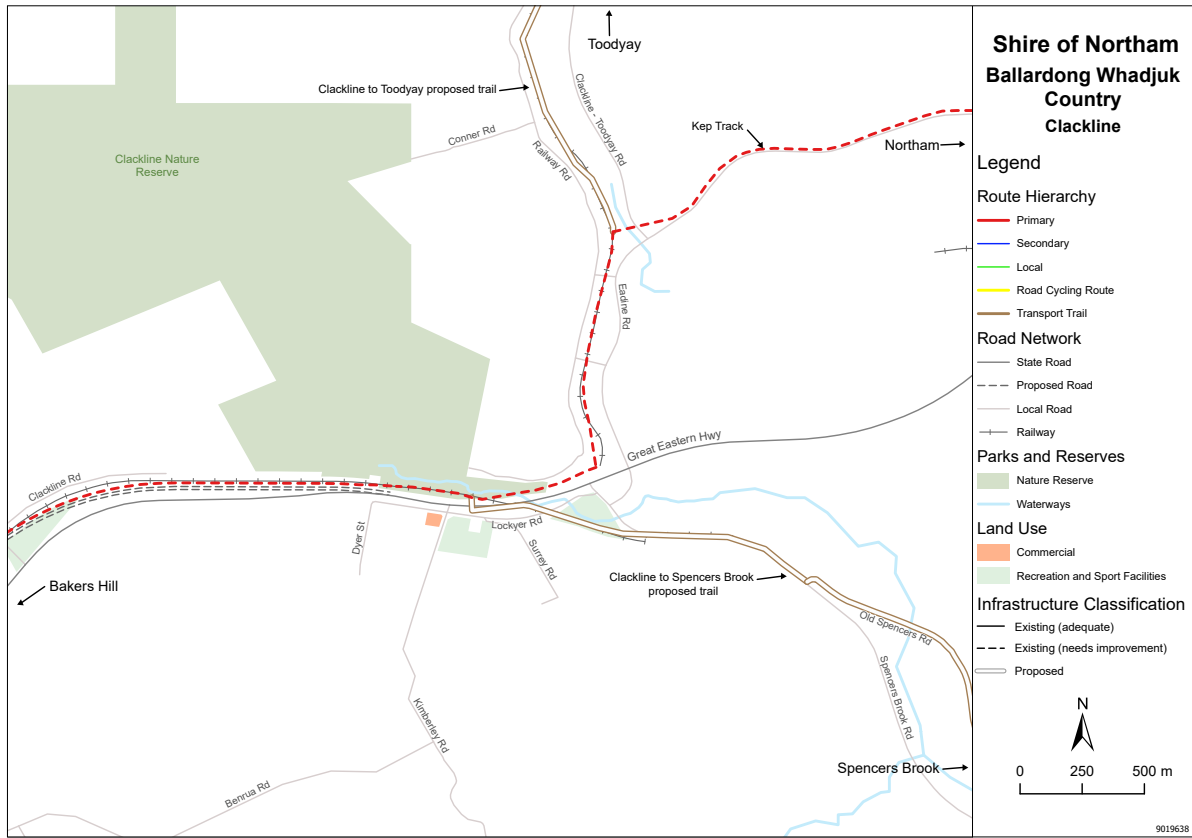 Toodyay
Clackline to Toodyay proposed trail
Clackline - Toodyay Rd
Conner Rd
Railway Rd
Kep Track
Northam
Clackline Nature
Reserve
Eadine Rd
Great Eastern Hwy
Clackline Rd
Lockyer Rd
Dyer St
Surrey Rd
Bakers Hill
Clackline to Spencers Brook
proposed trail
Old Spencers Rd
Spencers Brook Rd
Kimberley Rd
Benrua Rd
Spencers Brook
Shire of Northam
Ballardong Whadjuk
Country
Clackline
Legend
Route Hierarchy
Primary
Secondary
Local
Road Cycling Route
Transport Trail
Road Network
State Road
Proposed Road
Local Road
Railway
Parks and Reserves
Nature Reserve
Waterways
Land Use
Commercial
Recreation and Sport Facilities
Infrastructure Classification
Existing (adequate)
Existing (needs improvement)
Proposed
N
0 250 500 m
9019638